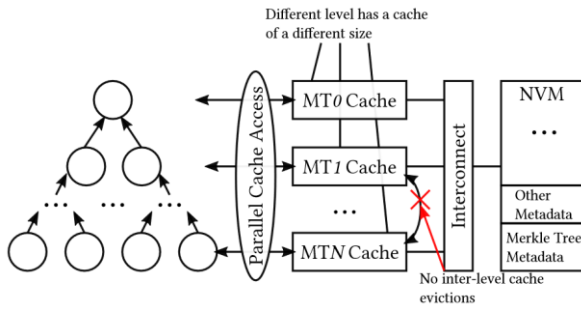 Different level has a cache
of a different size
Parallel Cache Access
MT0 Cache
MT1 Cache
...
MTN Cache
... ... ...
Interconnect
NVM
...
Other
Metadata
Merkle Tree
Metadata
No inter-level cache
evictions